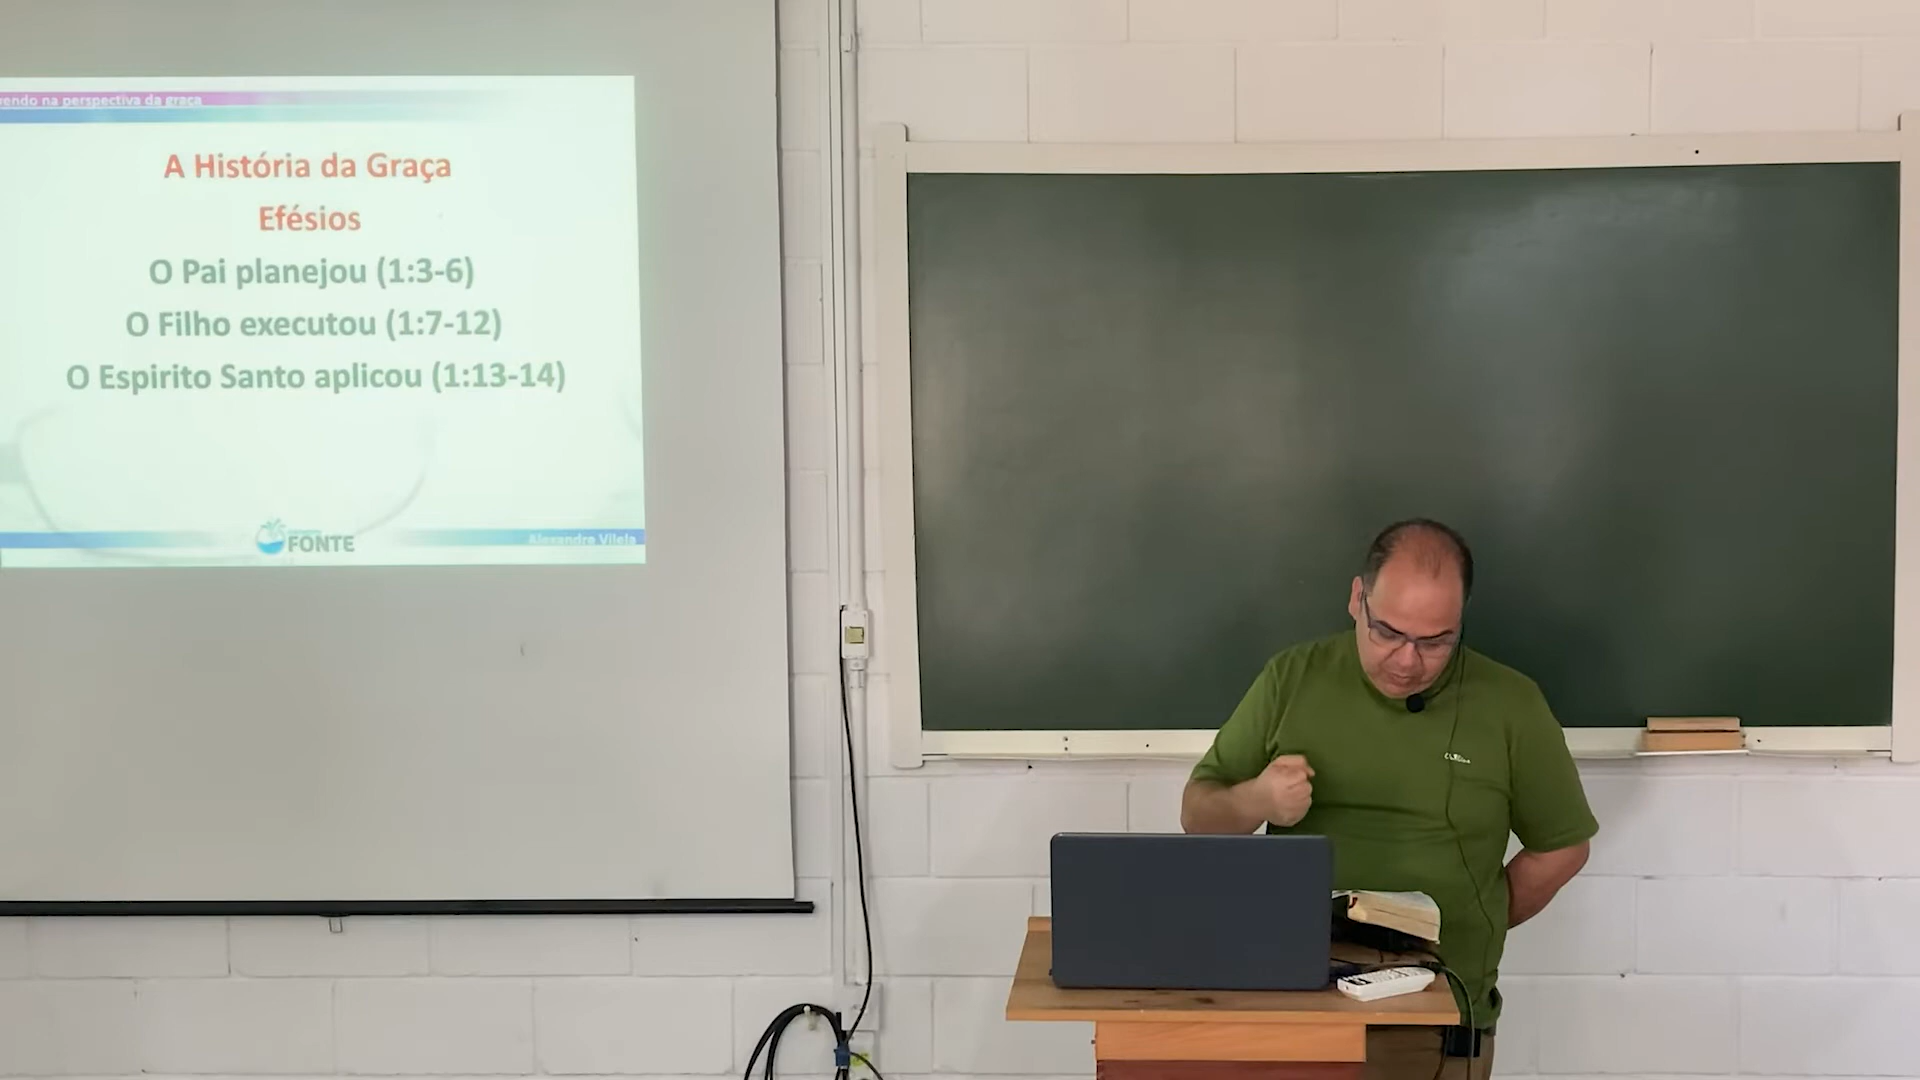 endo na perspectiva da graça
A História da Graça
Efésios
O Pai planejou (1:3-6)
O Filho executou (1:7-12)
O Espirito Santo aplicou (1:13-14)
FONTE
Alexandre Vilela